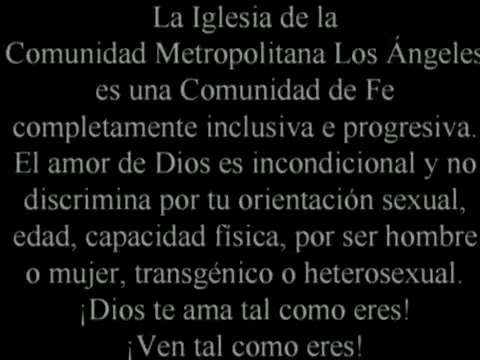 La Iglesia de la
Comunidad Metropolitana Los Ángeles
es una Comunidad de Fe
completamente inclusiva e progresiva.
El amor de Dios es incondicional y no
discrimina por tu orientación sexual,
edad, capacidad física, por ser hombre
o mujer, transgénico o heterosexual.
¡Dios te ama tal como eres!
¡Ven tal como eres!